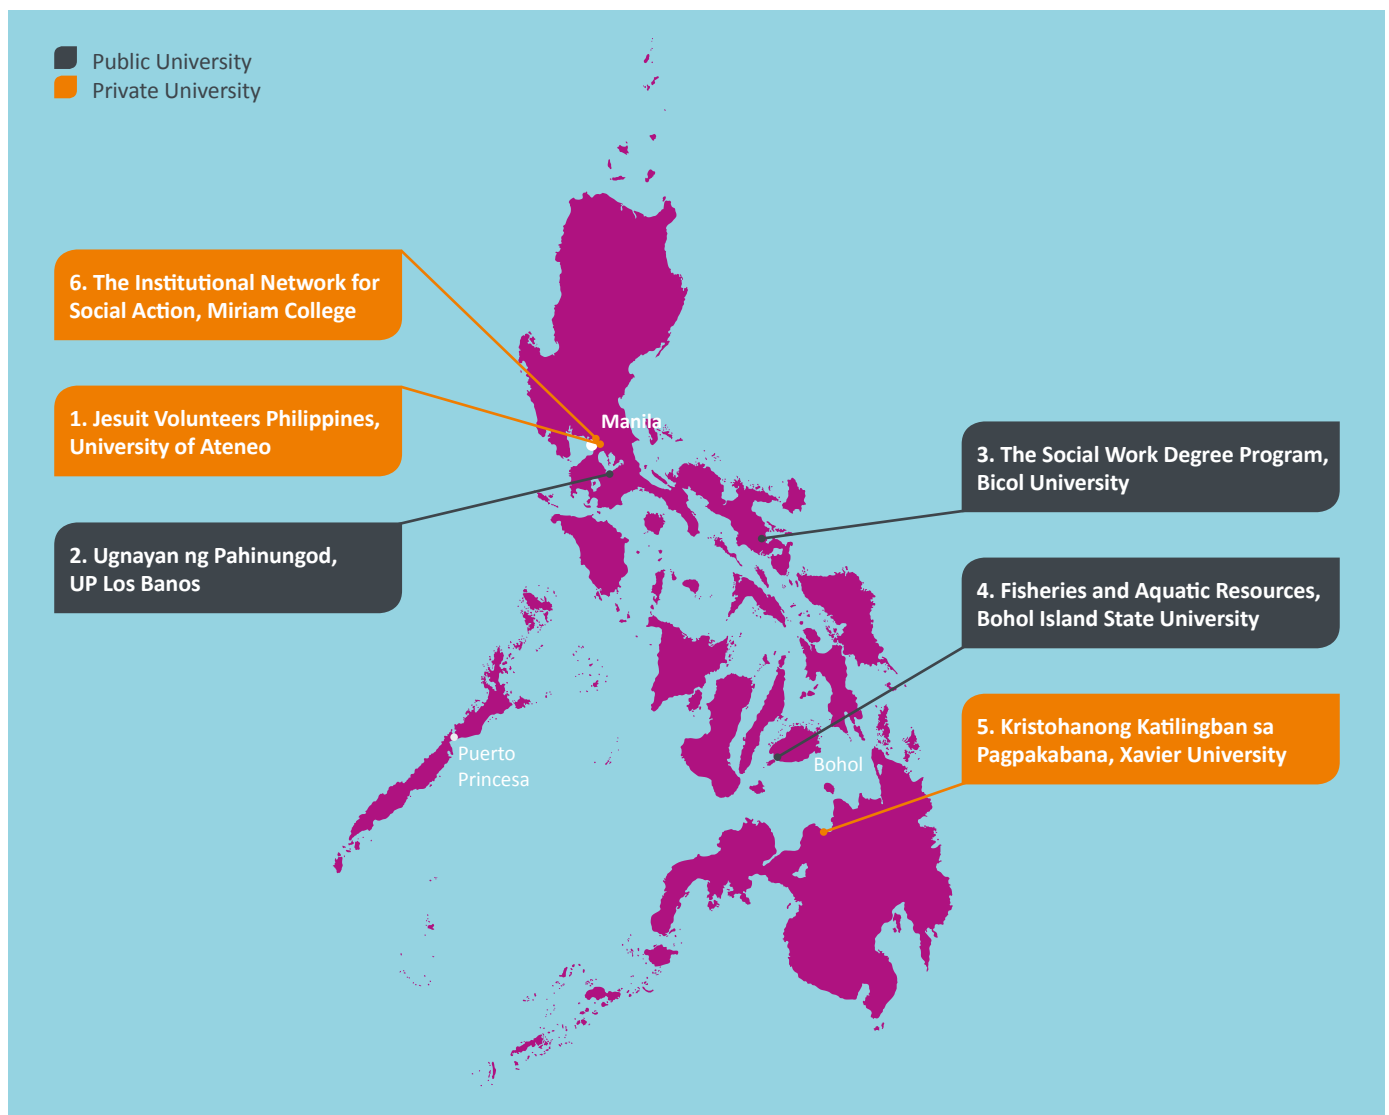 Public University
Private University
6. The Institutional Network for
Social Action, Miriam College
1. Jesuit Volunteers Philippines,
University of Ateneo
2. Ugnayan ng Pahinungod,
UP Los Banos
Manila
3. The Social Work Degree Program,
Bicol University
4. Fisheries and Aquatic Resources,
Bohol Island State University
5. Kristohanong Katilingban sa
Pagpakabana, Xavier University
Puerto
Princesa
Bohol